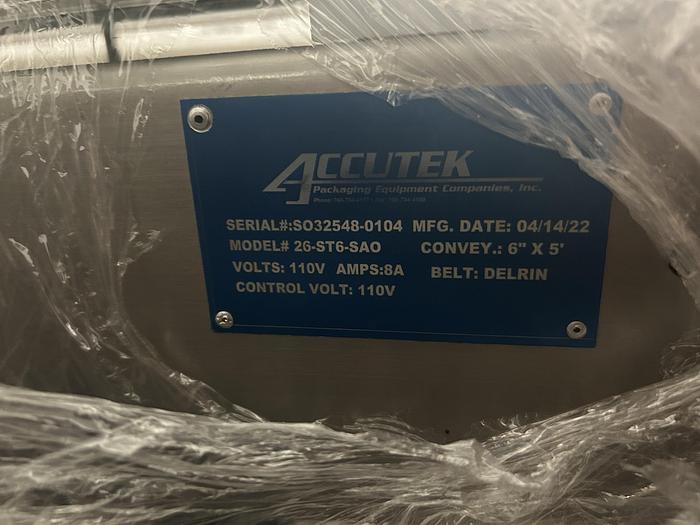 ACCUTEK
Packaging Equipment Companies, Inc.
SERIAL#:SO32548-0104 MFG. DATE: 04/14/22
MODEL# 26-ST6-SAO CONVEY.: 6" X 5'
VOLTS: 110V AMPS:8A BELT: DELRIN
CONTROL VOLT: 110V